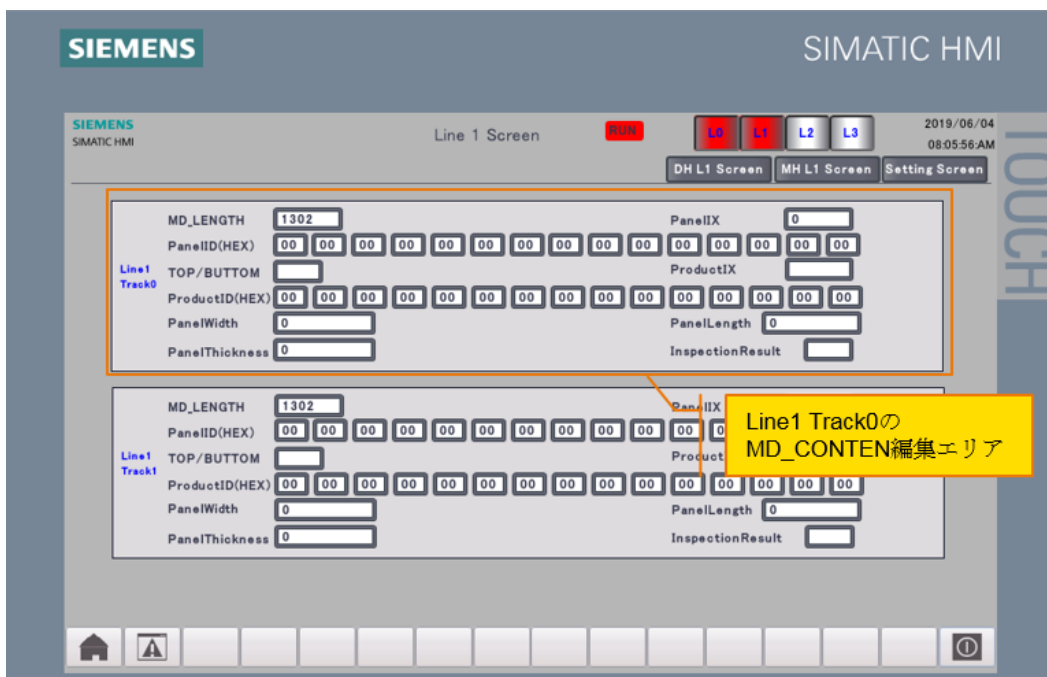 SIEMENS
SIMATIC HMI
TOUCH
SIEMENS
SIMATIC HMI
Line 1 Screen
RUN
L0 L1 L2 L3
2019/06/04
08:05:56:AM
DH L1 Screen MH L1 Screen Setting Screen
Line1
Track0
MD_LENGTH 1302 PanelIX 0
PanelID(HEX) 00 00 00 00 00 00 00 00 00 00 00 00 00 00 00
TOP/BUTTOM ProductIX
ProductID(HEX) 00 00 00 00 00 00 00 00 00 00 00 00 00 00 00
PanelWidth 0 PanelLength 0
PanelThickness 0 InspectionResult
Line1 Track0の
MD_CONTEN編集エリア
Line1
Track1
MD_LENGTH 1302 PanelIX
PanelID(HEX) 00 00 00 00 00 00 00 00 00 00 00
TOP/BUTTOM Product
ProductID(HEX) 00 00 00 00 00 00 00 00 00 00 00 00 00 00 00
PanelWidth 0 PanelLength 0
PanelThickness 0 InspectionResult